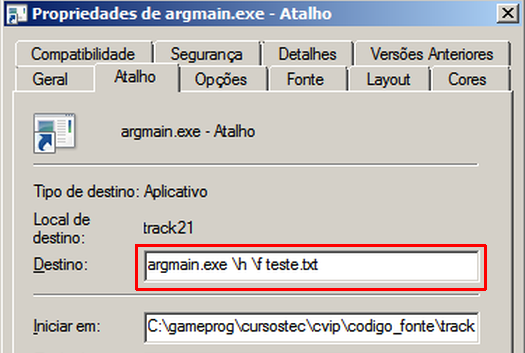 Propriedades de argmain.exe - Atalho
Compatibilidade Segurança Detalhes Versões Anteriores
Geral Atalho Opções Fonte Layout Cores
argmain.exe - Atalho
Tipo de destino: Aplicativo
Local de
destino: track21
Destino: argmain.exe \h \f teste.txt
Iniciar em: C:\gameprog\cursostec\cvip\codigo_fonte\track